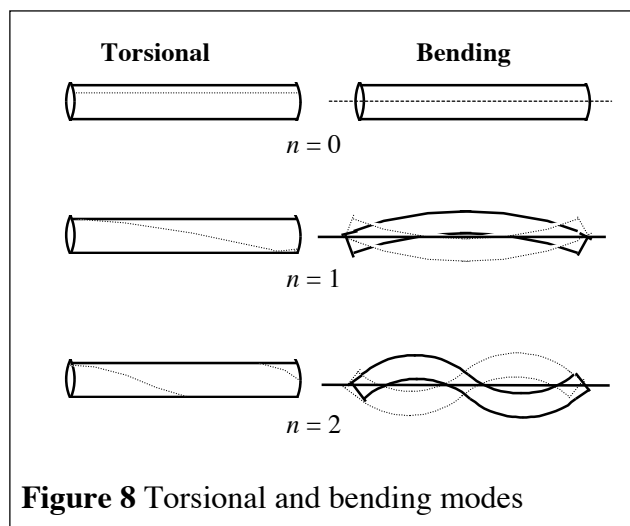 Torsional Bending
n = 0
n = 1
n = 2
Figure 8 Torsional and bending modes